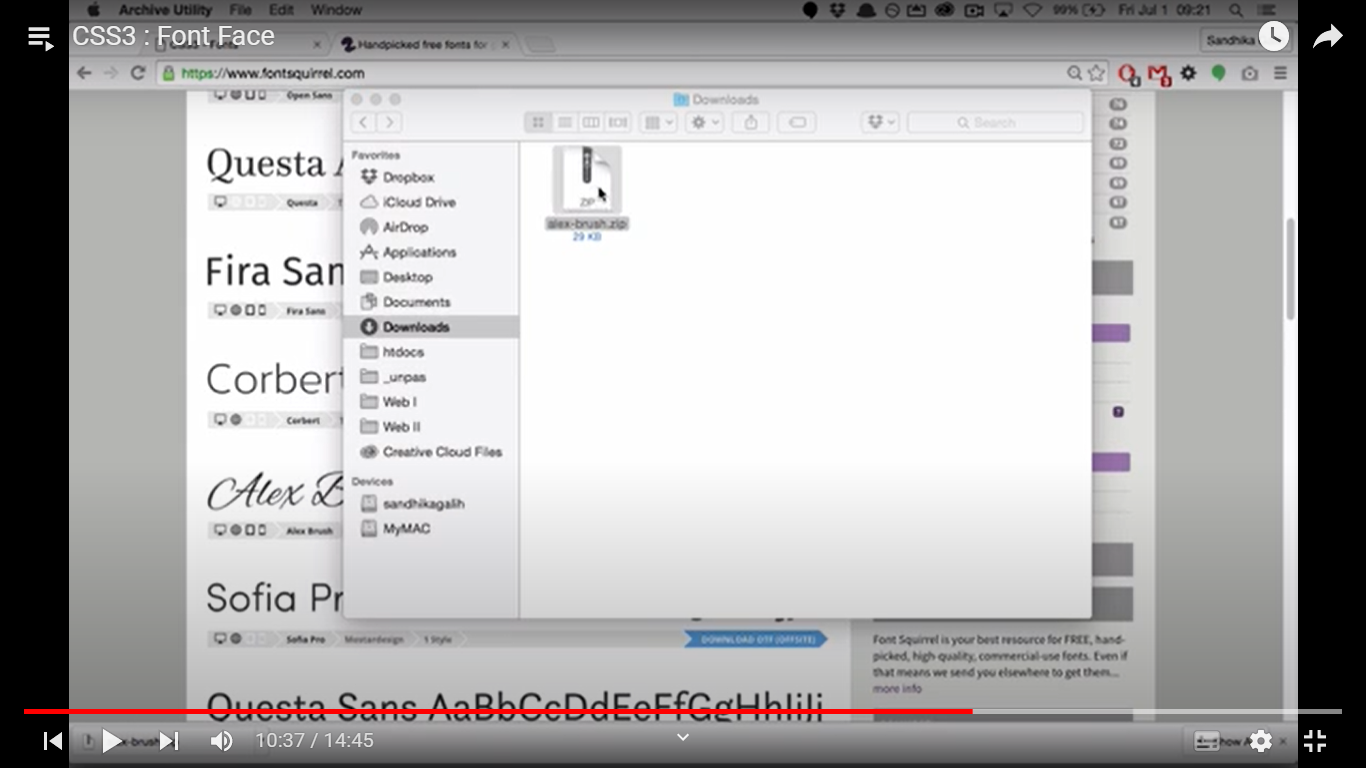 Archive Utility File Edit Window
99% Fri Jul 1 09:21
CSS3 : Font Face
Handpicked free fonts for
Sandhika
https://www.fontsquirrel.com
Open Sans
Downloads
Search
Questa A
Questa
Fira San
Fira Sans
Corbert
Corbert
Alex B
Alex Brush
Sofia Pr
Sofia Pro Mostardesign 1 Style
DOWNLOAD OTF (OFFSITE)
Questa Sans AaBbCcDdEeFfGgHhIiJj
Favorites
Dropbox
iCloud Drive
AirDrop
Applications
Desktop
Documents
Downloads
htdocs
_unpas
Web I
Web II
Creative Cloud Files
Devices
sandhikagalih
MyMAC
ZIP
alex-brush.zip
29 KB
Font Squirrel is your best resource for FREE, hand-
picked, high-quality, commercial-use fonts. Even if
that means we send you elsewhere to get them...
more info
10:37 / 14:45